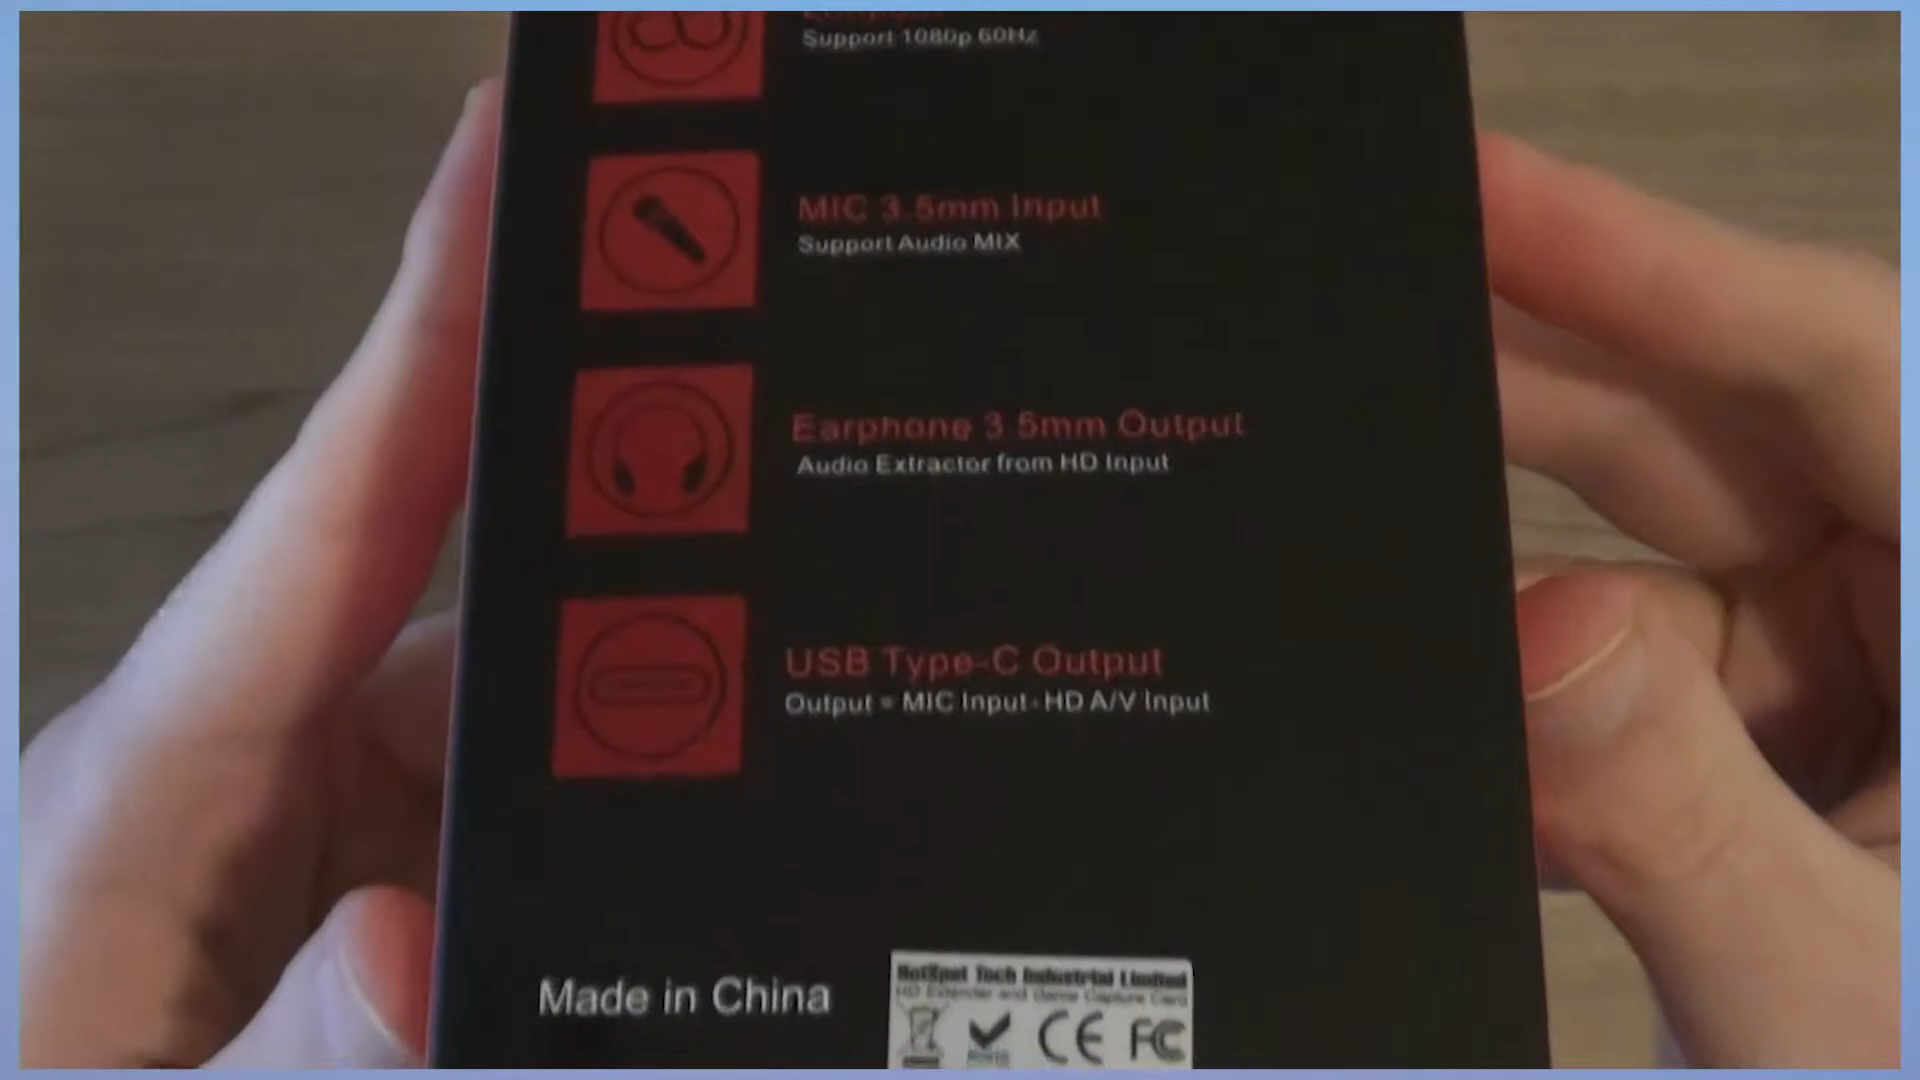 Support 1080p 60Hz
MIC 3.5mm Input
Support Audio MIX
Earphone 3.5mm Output
Audio Extractor from HD Input
USB Type-C Output
Output = MIC Input+HD A/V Input
Made in China
HotSpot Tech Industrial Limited
HD Extender and Game Capture Card
CE FC